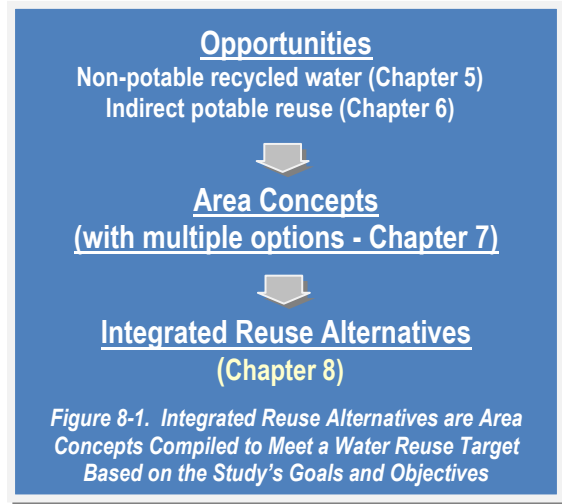 Opportunities
Non-potable recycled water (Chapter 5)
Indirect potable reuse (Chapter 6)
Area Concepts
(with multiple options - Chapter 7)
Integrated Reuse Alternatives
(Chapter 8)
Figure 8-1. Integrated Reuse Alternatives are Area
Concepts Compiled to Meet a Water Reuse Target
Based on the Study's Goals and Objectives